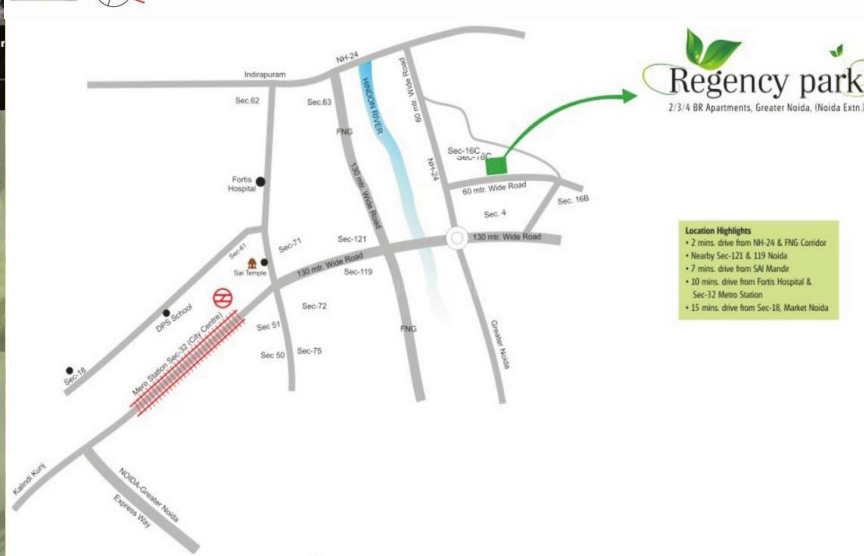 Regency park
2/3/4 BR Apartments, Greater Noida, (Noida Extn.
NH-24
Indirapuram
Sec.62
Sec.63
HINDON RIVER
60 mtr. Wide Road
FNG
Sec-16C
Sec-16C
NH-24
60 mtr. Wide Road
Sec. 16B
Fortis
Hospital
130 mtr. Wide Road
Sec. 4
Sec-61
Sec-71
Sec-121
130 mtr. Wide Road
Sai Temple
130 mtr. Wide Road
Sec-119
DPS School
Sec-72
Sec 51
FNG
Greater Noida
Sec 50
Sec-75
Sec-18
Mero Station Sec-32 (City Centre)
Kalindi Kunj
NOIDA-Greater Noida
Express Way
Location Highlights
• 2 mins. drive from NH-24 & FNG Corridor
• Nearby Sec-121 & 119 Noida
• 7 mins. drive from SAI Mandir
• 10 mins. drive from Fortis Hospital &
Sec-32 Metro Station
• 15 mins. drive from Sec-18, Market Noida